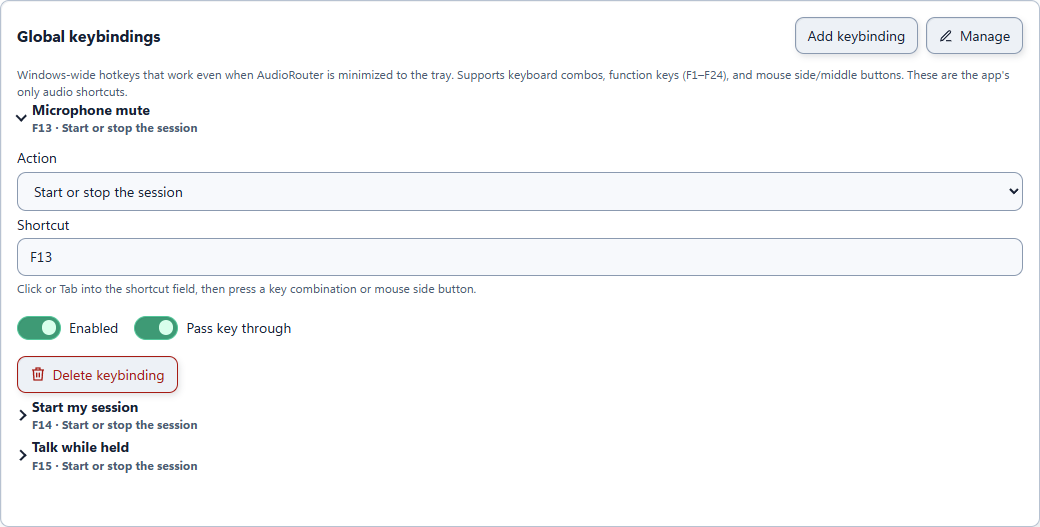 Global keybindings
Add keybinding
Manage
Windows-wide hotkeys that work even when AudioRouter is minimized to the tray. Supports keyboard combos, function keys (F1–F24), and mouse side/middle buttons. These are the app's
only audio shortcuts.
Microphone mute
F13 · Start or stop the session
Action
Start or stop the session
Shortcut
F13
Click or Tab into the shortcut field, then press a key combination or mouse side button.
Enabled
Pass key through
Delete keybinding
Start my session
F14 · Start or stop the session
Talk while held
F15 · Start or stop the session